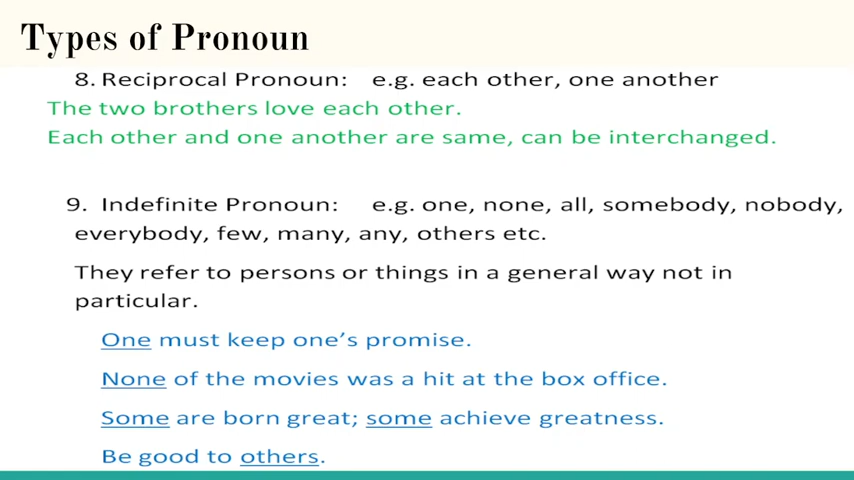 Types of Pronoun
8. Reciprocal Pronoun: e.g. each other, one another
The two brothers love each other.
Each other and one another are same, can be interchanged.
9. Indefinite Pronoun: e.g. one, none, all, somebody, nobody,
everybody, few, many, any, others etc.
They refer to persons or things in a general way not in
particular.
One must keep one’s promise.
None of the movies was a hit at the box office.
Some are born great; some achieve greatness.
Be good to others.